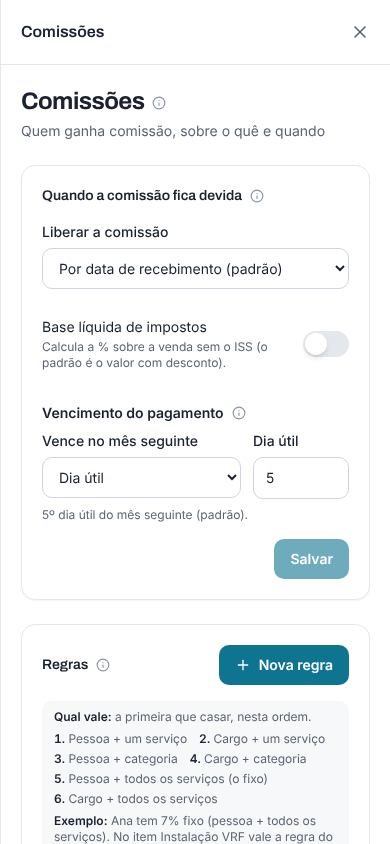 Comissões
Comissões
Quem ganha comissão, sobre o quê e quando
Quando a comissão fica devida
Liberar a comissão
Por data de recebimento (padrão)
Base líquida de impostos
Calcula a % sobre a venda sem o ISS (o
padrão é o valor com desconto).
Vencimento do pagamento
Vence no mês seguinte Dia útil
Dia útil 5
5º dia útil do mês seguinte (padrão).
Salvar
Regras + Nova regra
Qual vale: a primeira que casar, nesta ordem.
1. Pessoa + um serviço 2. Cargo + um serviço
3. Pessoa + categoria 4. Cargo + categoria
5. Pessoa + todos os serviços (o fixo)
6. Cargo + todos os serviços
Exemplo: Ana tem 7% fixo (pessoa + todos os
serviços). No item Instalação VRF vale a regra do